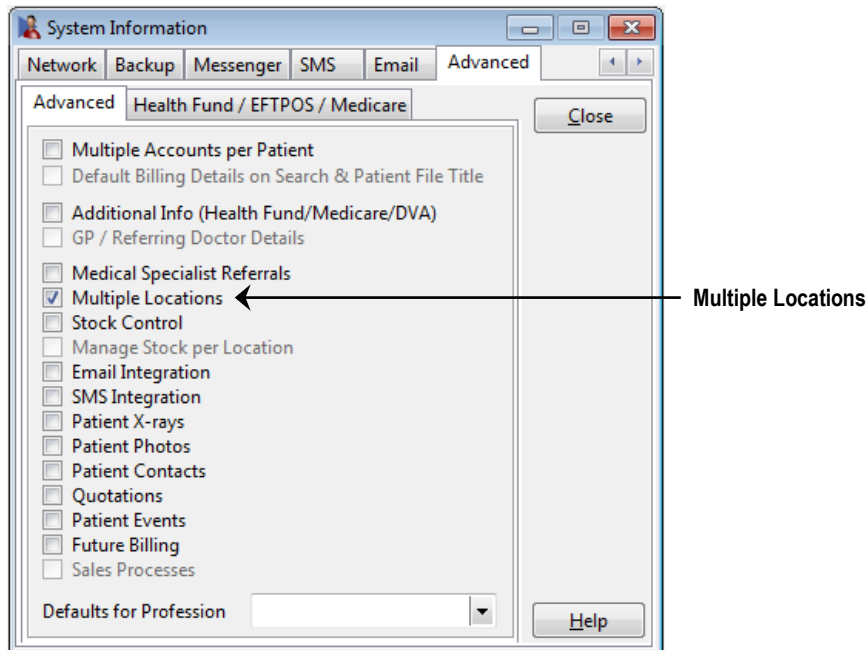 System Information
Network Backup Messenger SMS Email Advanced
Advanced Health Fund / EFTPOS / Medicare
Close
Multiple Accounts per Patient
Default Billing Details on Search & Patient File Title
Additional Info (Health Fund/Medicare/DVA)
GP / Referring Doctor Details
Medical Specialist Referrals
Multiple Locations
Multiple Locations
Stock Control
Manage Stock per Location
Email Integration
SMS Integration
Patient X-rays
Patient Photos
Patient Contacts
Quotations
Patient Events
Future Billing
Sales Processes
Defaults for Profession
Help